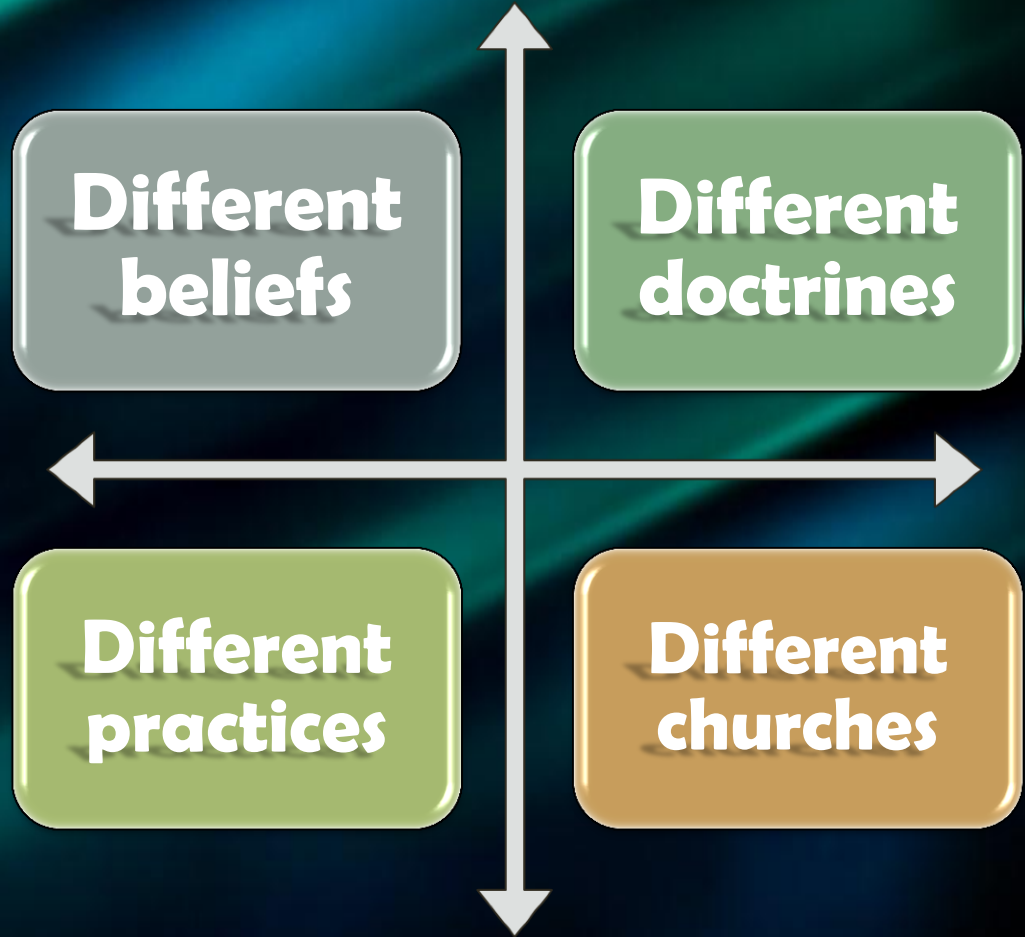 Different
beliefs
Different
doctrines
Different
practices
Different
churches